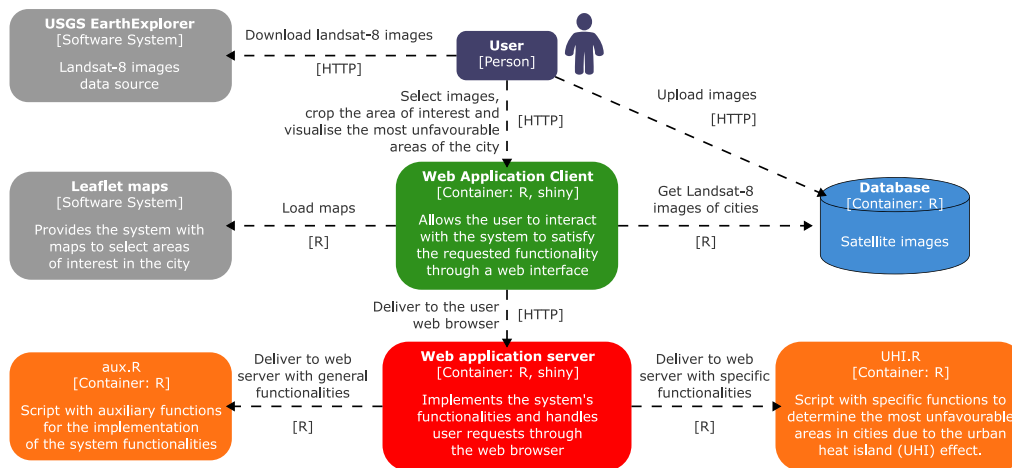 USGS EarthExplorer
[Software System]
Landsat-8 images
data source
Download landsat-8 images
[HTTP]
User
[Person]
Select images,
crop the area of interest and
visualise the most unfavourable
areas of the city
[HTTP]
Upload images
[HTTP]
Leaflet maps
[Software System]
Provides the system with
maps to select areas
of interest in the city
Load maps
[R]
Web Application Client
[Container: R, shiny]
Allows the user to interact
with the system to satisfy
the requested functionality
through a web interface
Get Landsat-8
images of cities
[R]
Database
[Container: R]
Satellite images
Deliver to the user
web browser
[HTTP]
aux.R
[Container: R]
Script with auxiliary functions
for the implementation
of the system functionalities
Deliver to web
server with general
functionalities
[R]
Web application server
[Container: R, shiny]
Implements the system's
functionalities and handles
user requests through
the web browser
Deliver to web
server with specific
functionalities
[R]
UHI.R
[Container: R]
Script with specific functions to
determine the most unfavourable
areas in cities due to the urban
heat island (UHI) effect.